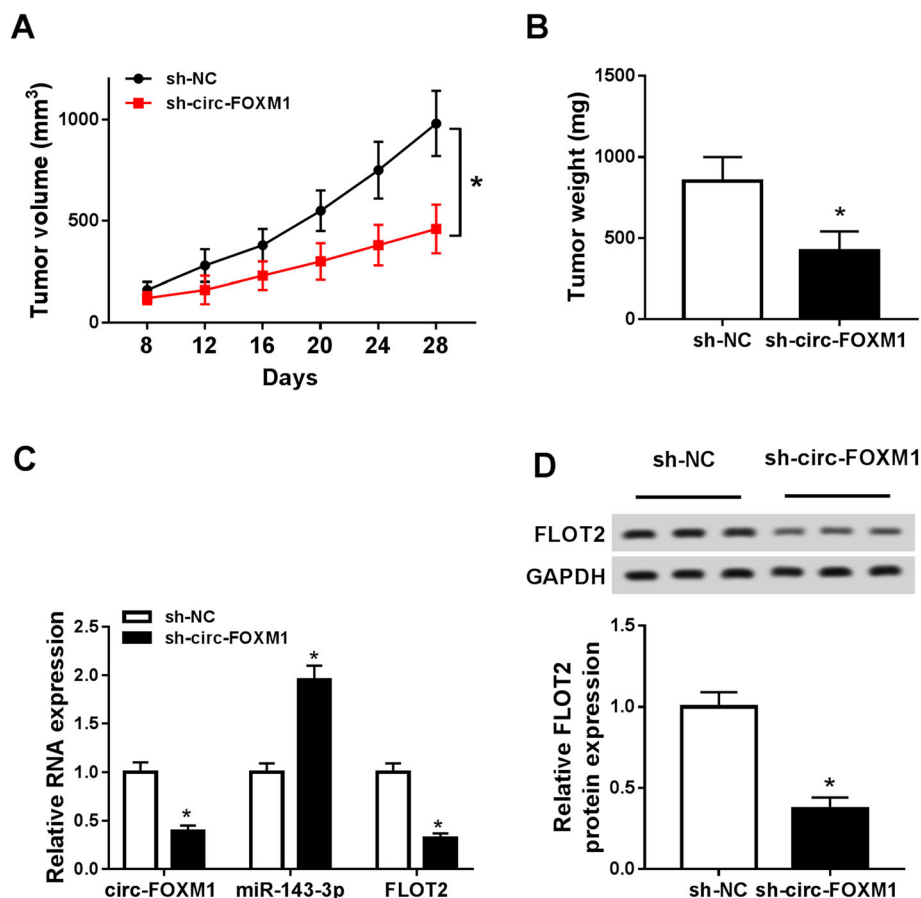 A
sh-NC
sh-circ-FOXM1
Tumor volume (mm³)
1000
500
0
8 12 16 20 24 28
Days
*
B
Tumor weight (mg)
1500
1000
500
0
*
sh-NC sh-circ-FOXM1
C
sh-NC
sh-circ-FOXM1
Relative RNA expression
2.5
2.0
1.5
1.0
0.5
0.0
*
*
*
circ-FOXM1 miR-143-3p FLOT2
D
sh-NC sh-circ-FOXM1
FLOT2
GAPDH
Relative FLOT2
protein expression
1.5
1.0
0.5
0.0
*
sh-NC sh-circ-FOXM1